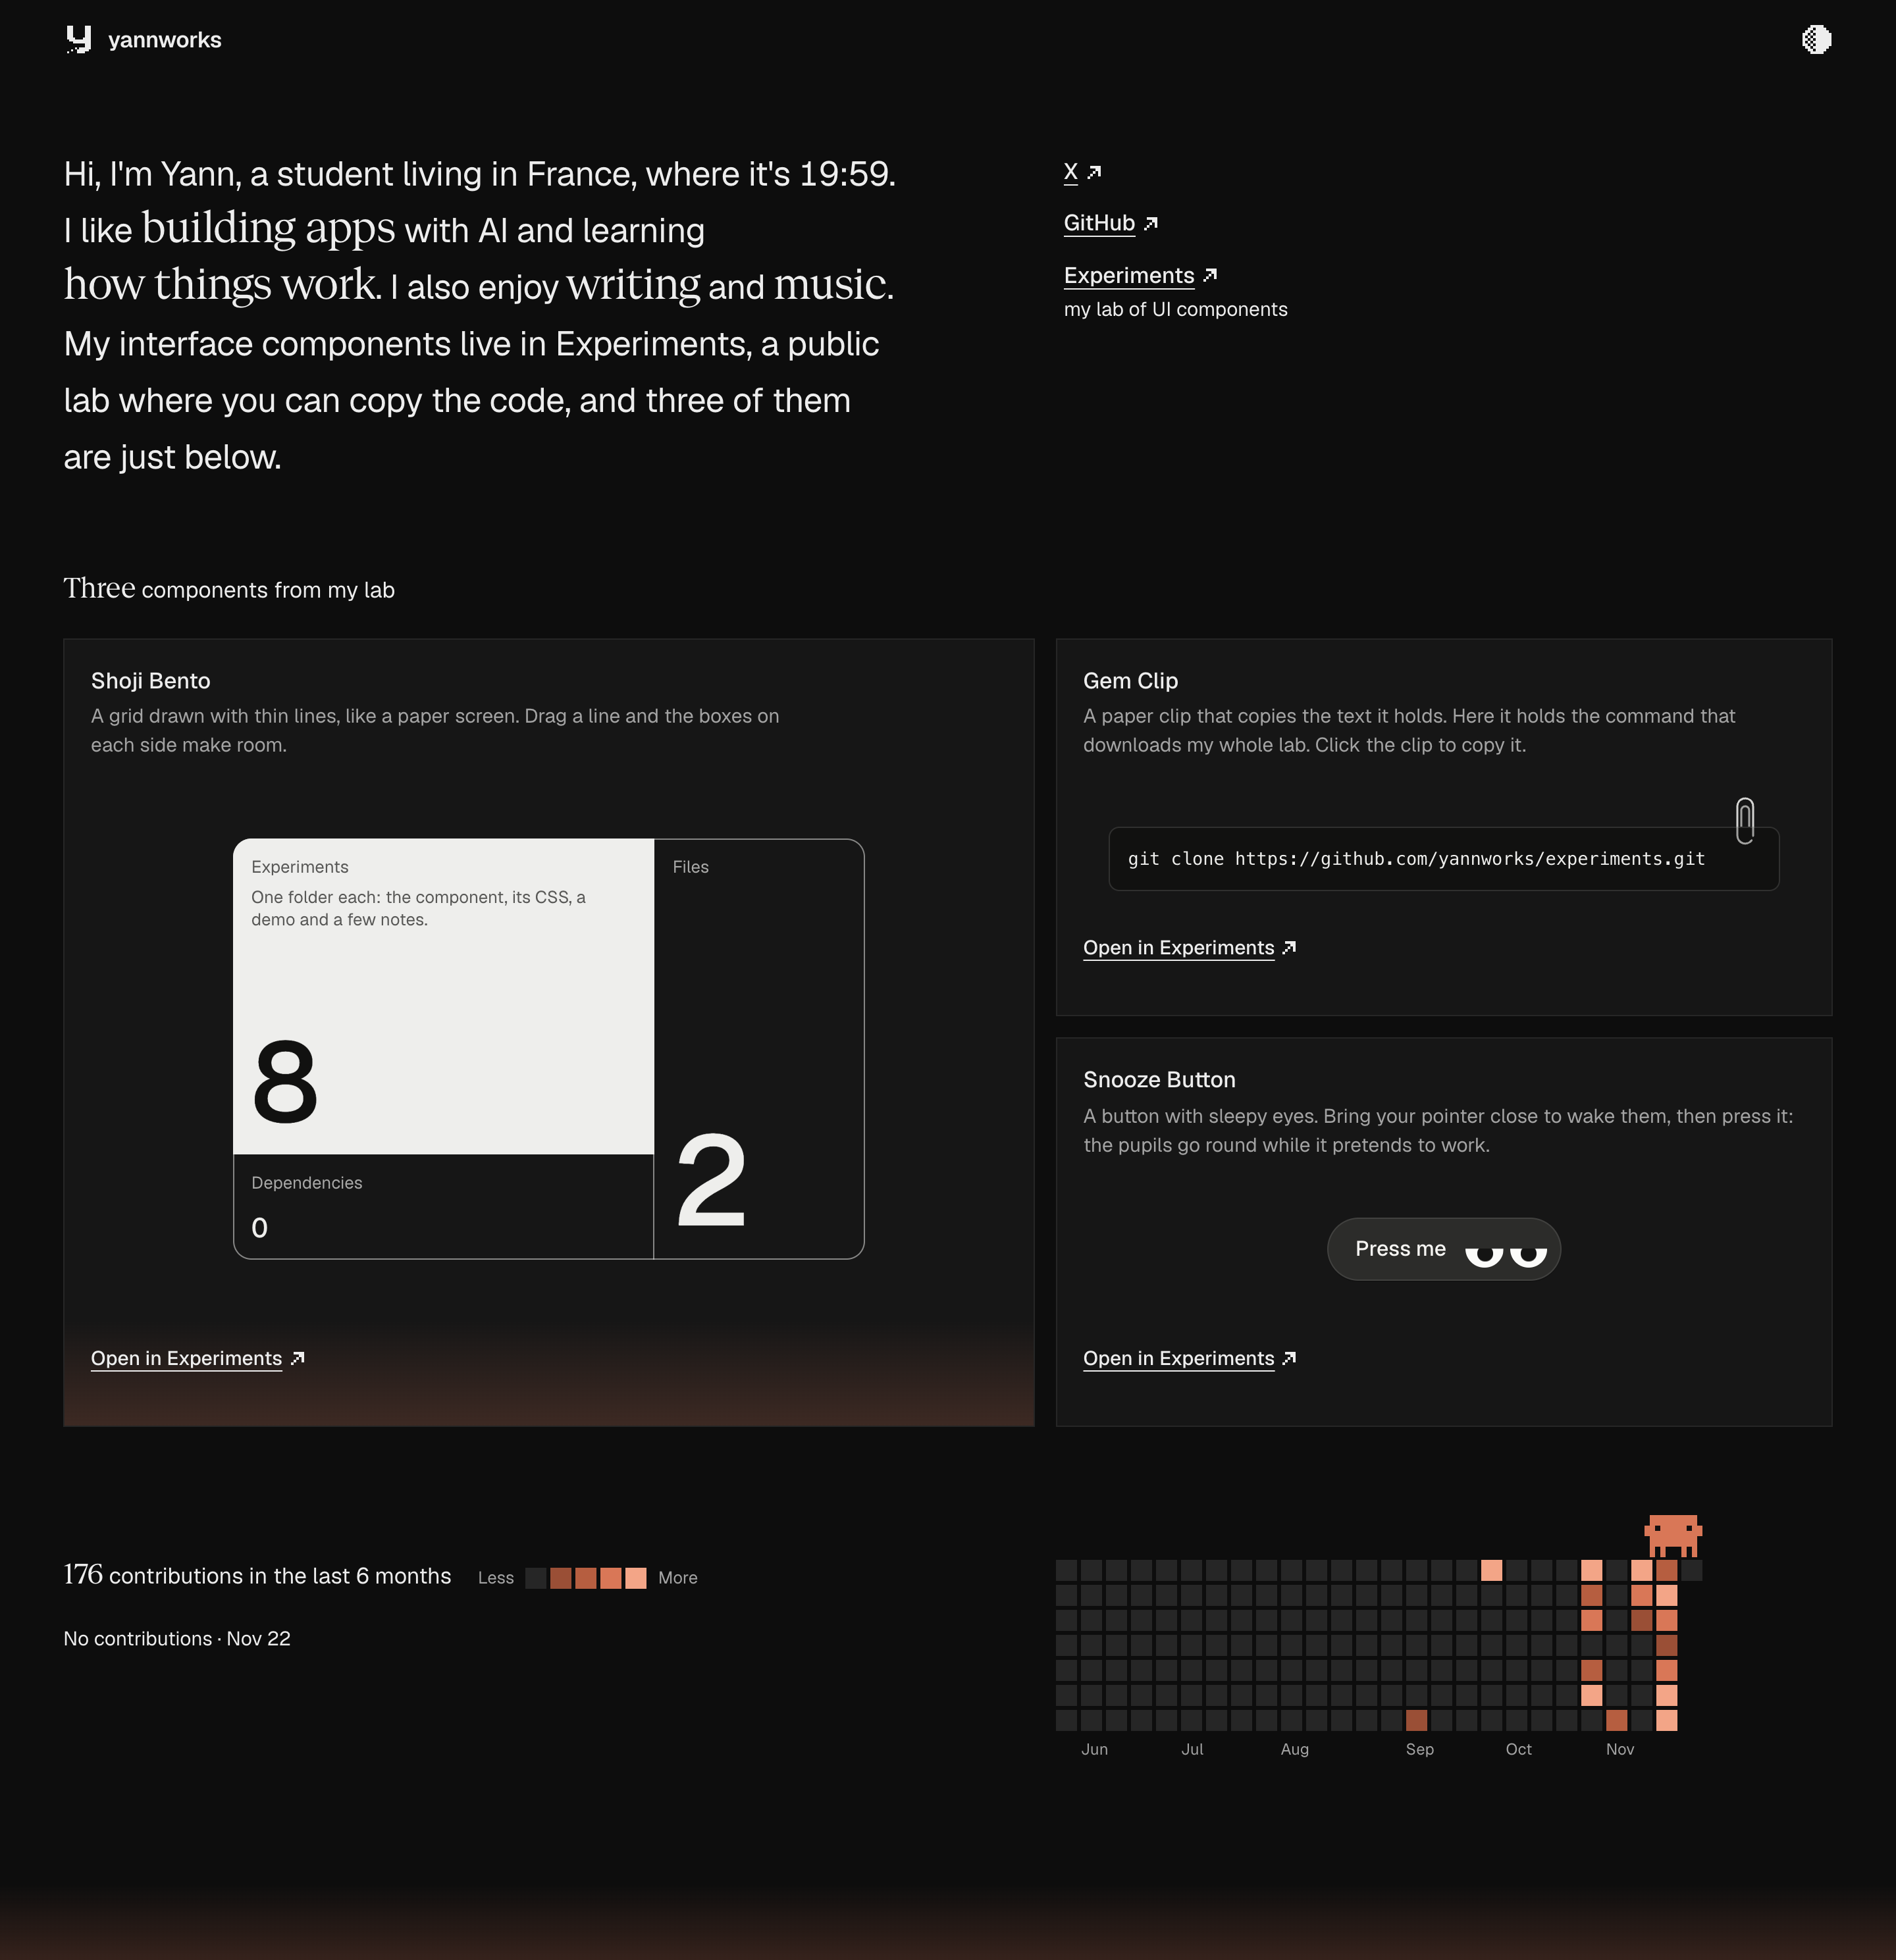 yannworks
Hi, I'm Yann, a student living in France, where it's 19:59.
I like building apps with AI and learning
how things work. I also enjoy writing and music.
My interface components live in Experiments, a public
lab where you can copy the code, and three of them
are just below.
X
GitHub
Experiments
my lab of UI components
Three components from my lab
Shoji Bento
A grid drawn with thin lines, like a paper screen. Drag a line and the boxes on
each side make room.
Experiments
One folder each: the component, its CSS, a
demo and a few notes.
8
Files
2
Dependencies
0
Open in Experiments
Gem Clip
A paper clip that copies the text it holds. Here it holds the command that
downloads my whole lab. Click the clip to copy it.
git clone https://github.com/yannworks/experiments.git
Open in Experiments
Snooze Button
A button with sleepy eyes. Bring your pointer close to wake them, then press it:
the pupils go round while it pretends to work.
Press me
Open in Experiments
176 contributions in the last 6 months
Less More
No contributions · Nov 22
Jun Jul Aug Sep Oct Nov